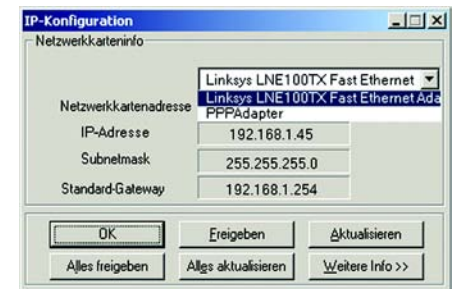 IP-Konfiguration
Netzwerkkarteninfo
Linksys LNE100TX Fast Ethernet
Linksys LNE100TX Fast Ethernet Ada
PPPAdapter
Netzwerkkartenadresse
IP-Adresse 192.168.1.45
Subnetmask 255.255.255.0
Standard-Gateway 192.168.1.254
OK Freigeben Aktualisieren
Alles freigeben Alles aktualisieren Weitere Info >>